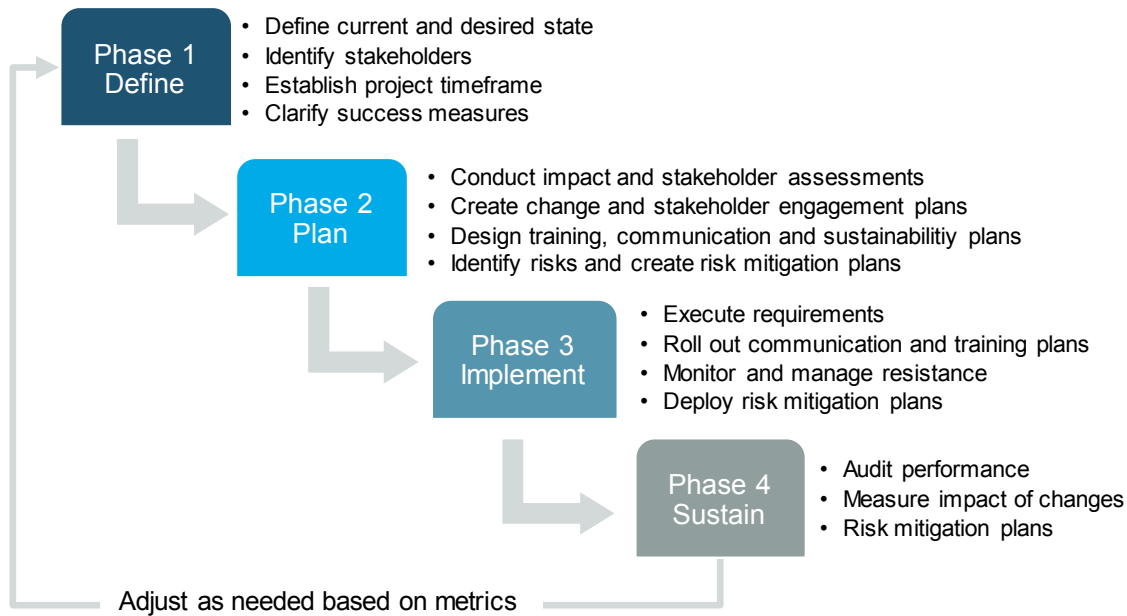 Phase 1
Define
• Define current and desired state
• Identify stakeholders
• Establish project timeframe
• Clarify success measures
Phase 2
Plan
• Conduct impact and stakeholder assessments
• Create change and stakeholder engagement plans
• Design training, communication and sustainabilitiy plans
• Identify risks and create risk mitigation plans
Phase 3
Implement
• Execute requirements
• Roll out communication and training plans
• Monitor and manage resistance
• Deploy risk mitigation plans
Phase 4
Sustain
• Audit performance
• Measure impact of changes
• Risk mitigation plans
Adjust as needed based on metrics